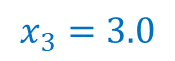 x₃ = 3.0